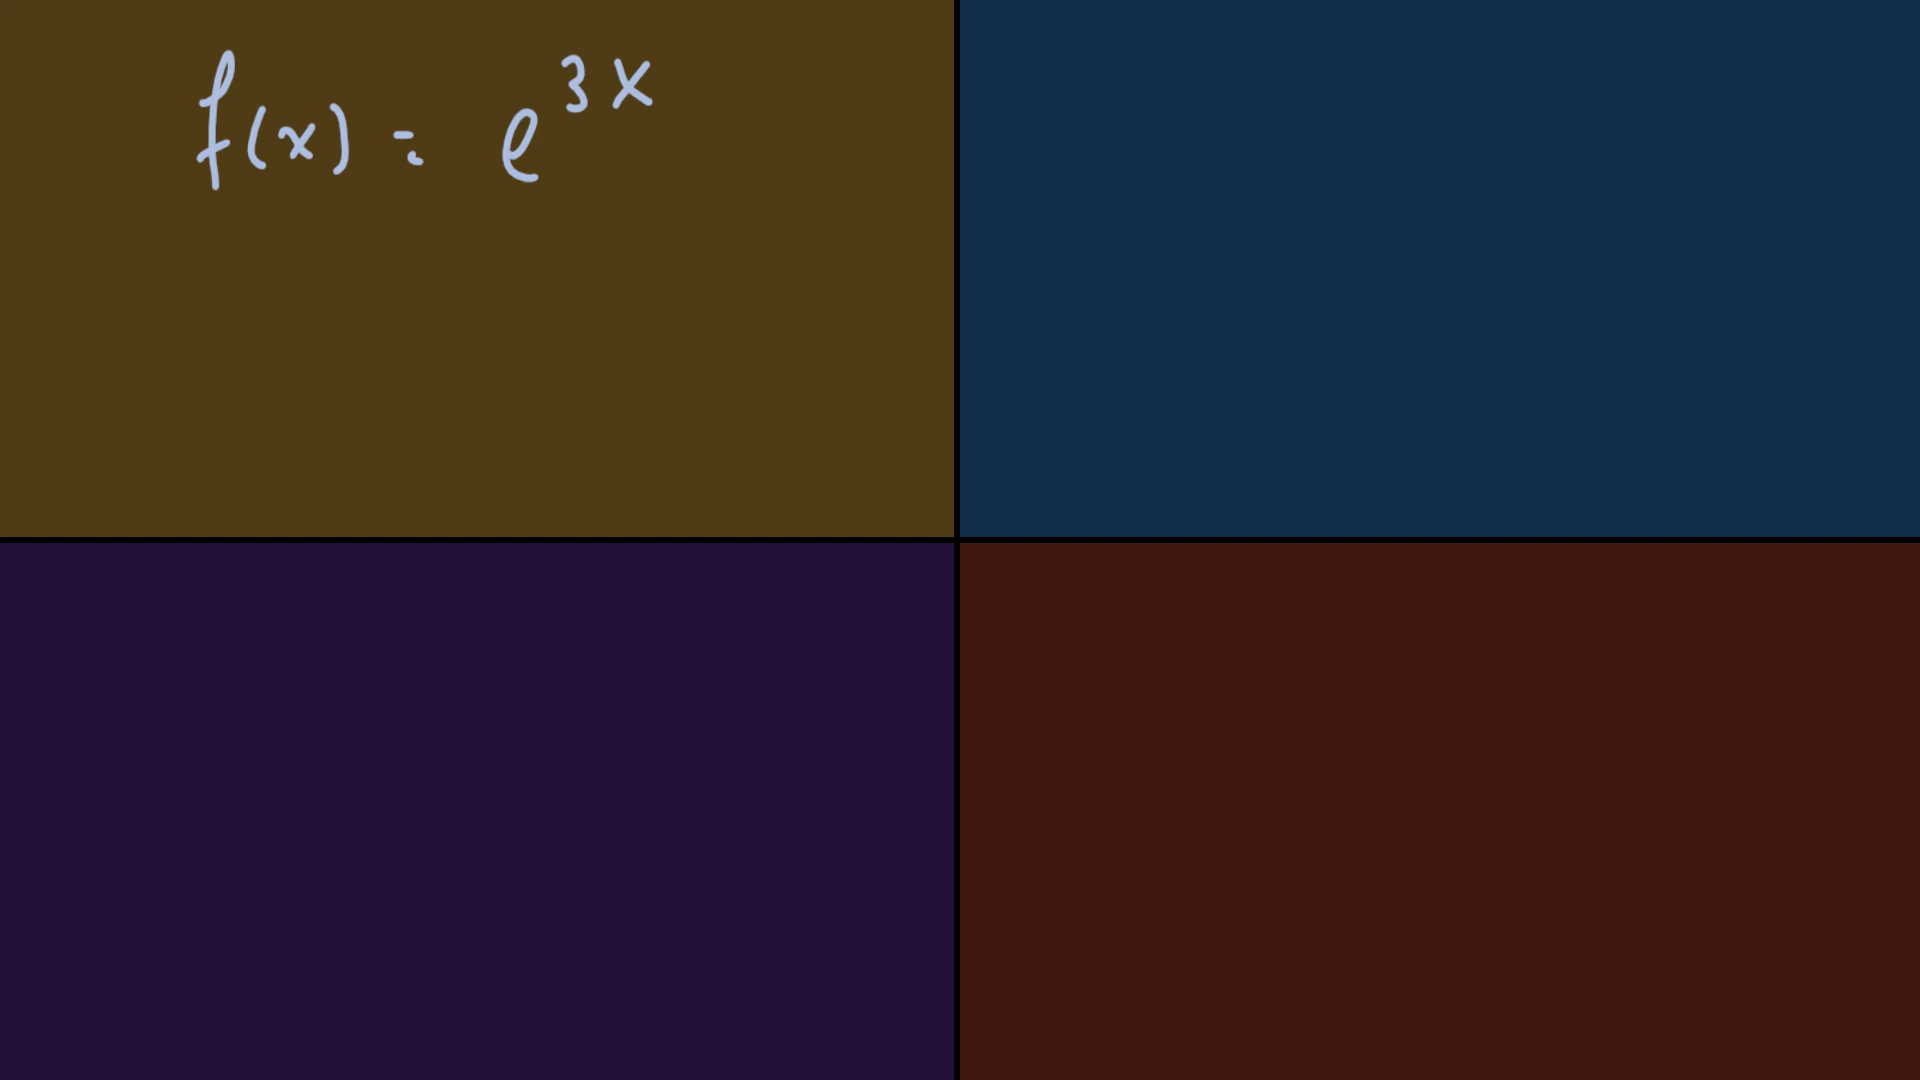 f(x) = e^{3x}